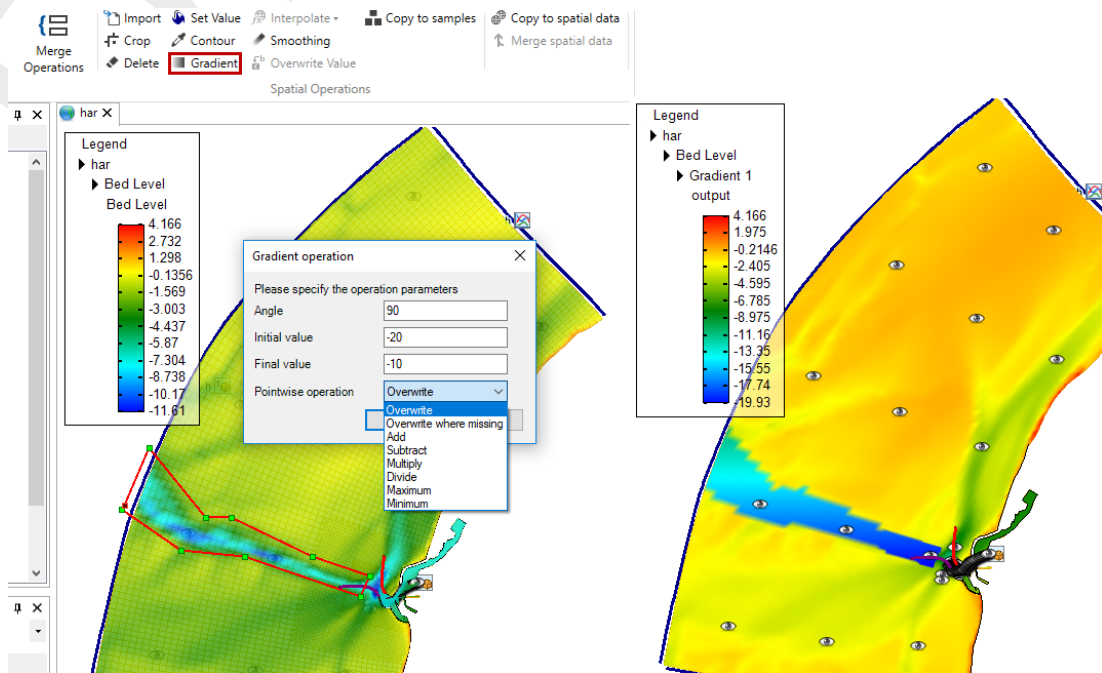 Import Set Value Interpolate Copy to samples Copy to spatial data
Merge Operations
Crop Contour Smoothing Merge spatial data
Delete Gradient Overwrite Value
Spatial Operations
har
Legend
har
Bed Level
Bed Level
4.166
2.732
1.298
-0.1356
-1.569
-3.003
-4.437
-5.87
-7.304
-8.738
-10.17
-11.61
Gradient operation
Please specify the operation parameters
Angle 90
Initial value -20
Final value -10
Pointwise operation Overwrite
Overwrite
Overwrite where missing
Add
Subtract
Multiply
Divide
Maximum
Minimum
Legend
har
Bed Level
Gradient 1
output
4.166
1.975
-0.2146
-2.405
-4.595
-6.785
-8.975
-11.16
-13.35
-15.55
-17.74
-19.93